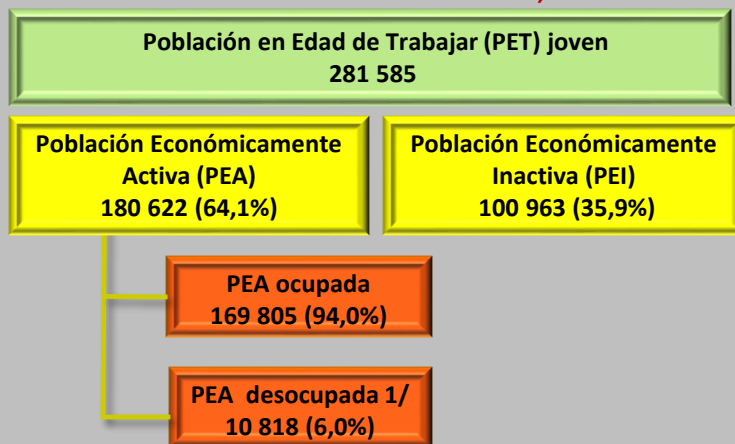 Población en Edad de Trabajar (PET) joven
281 585
Población Económicamente
Activa (PEA)
180 622 (64,1%)
Población Económicamente
Inactiva (PEI)
100 963 (35,9%)
PEA ocupada
169 805 (94,0%)
PEA desocupada 1/
10 818 (6,0%)